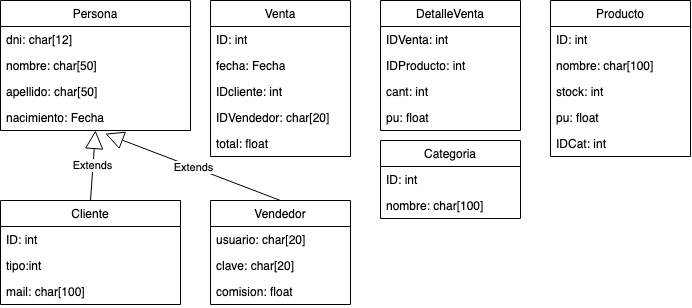 Persona
dni: char[12]
nombre: char[50]
apellido: char[50]
nacimiento: Fecha
Venta
ID: int
fecha: Fecha
IDcliente: int
IDVendedor: char[20]
total: float
DetalleVenta
IDVenta: int
IDProducto: int
cant: int
pu: float
Producto
ID: int
nombre: char[100]
stock: int
pu: float
IDCat: int
Categoria
ID: int
nombre: char[100]
Extends
Extends
Cliente
ID: int
tipo:int
mail: char[100]
Vendedor
usuario: char[20]
clave: char[20]
comision: float